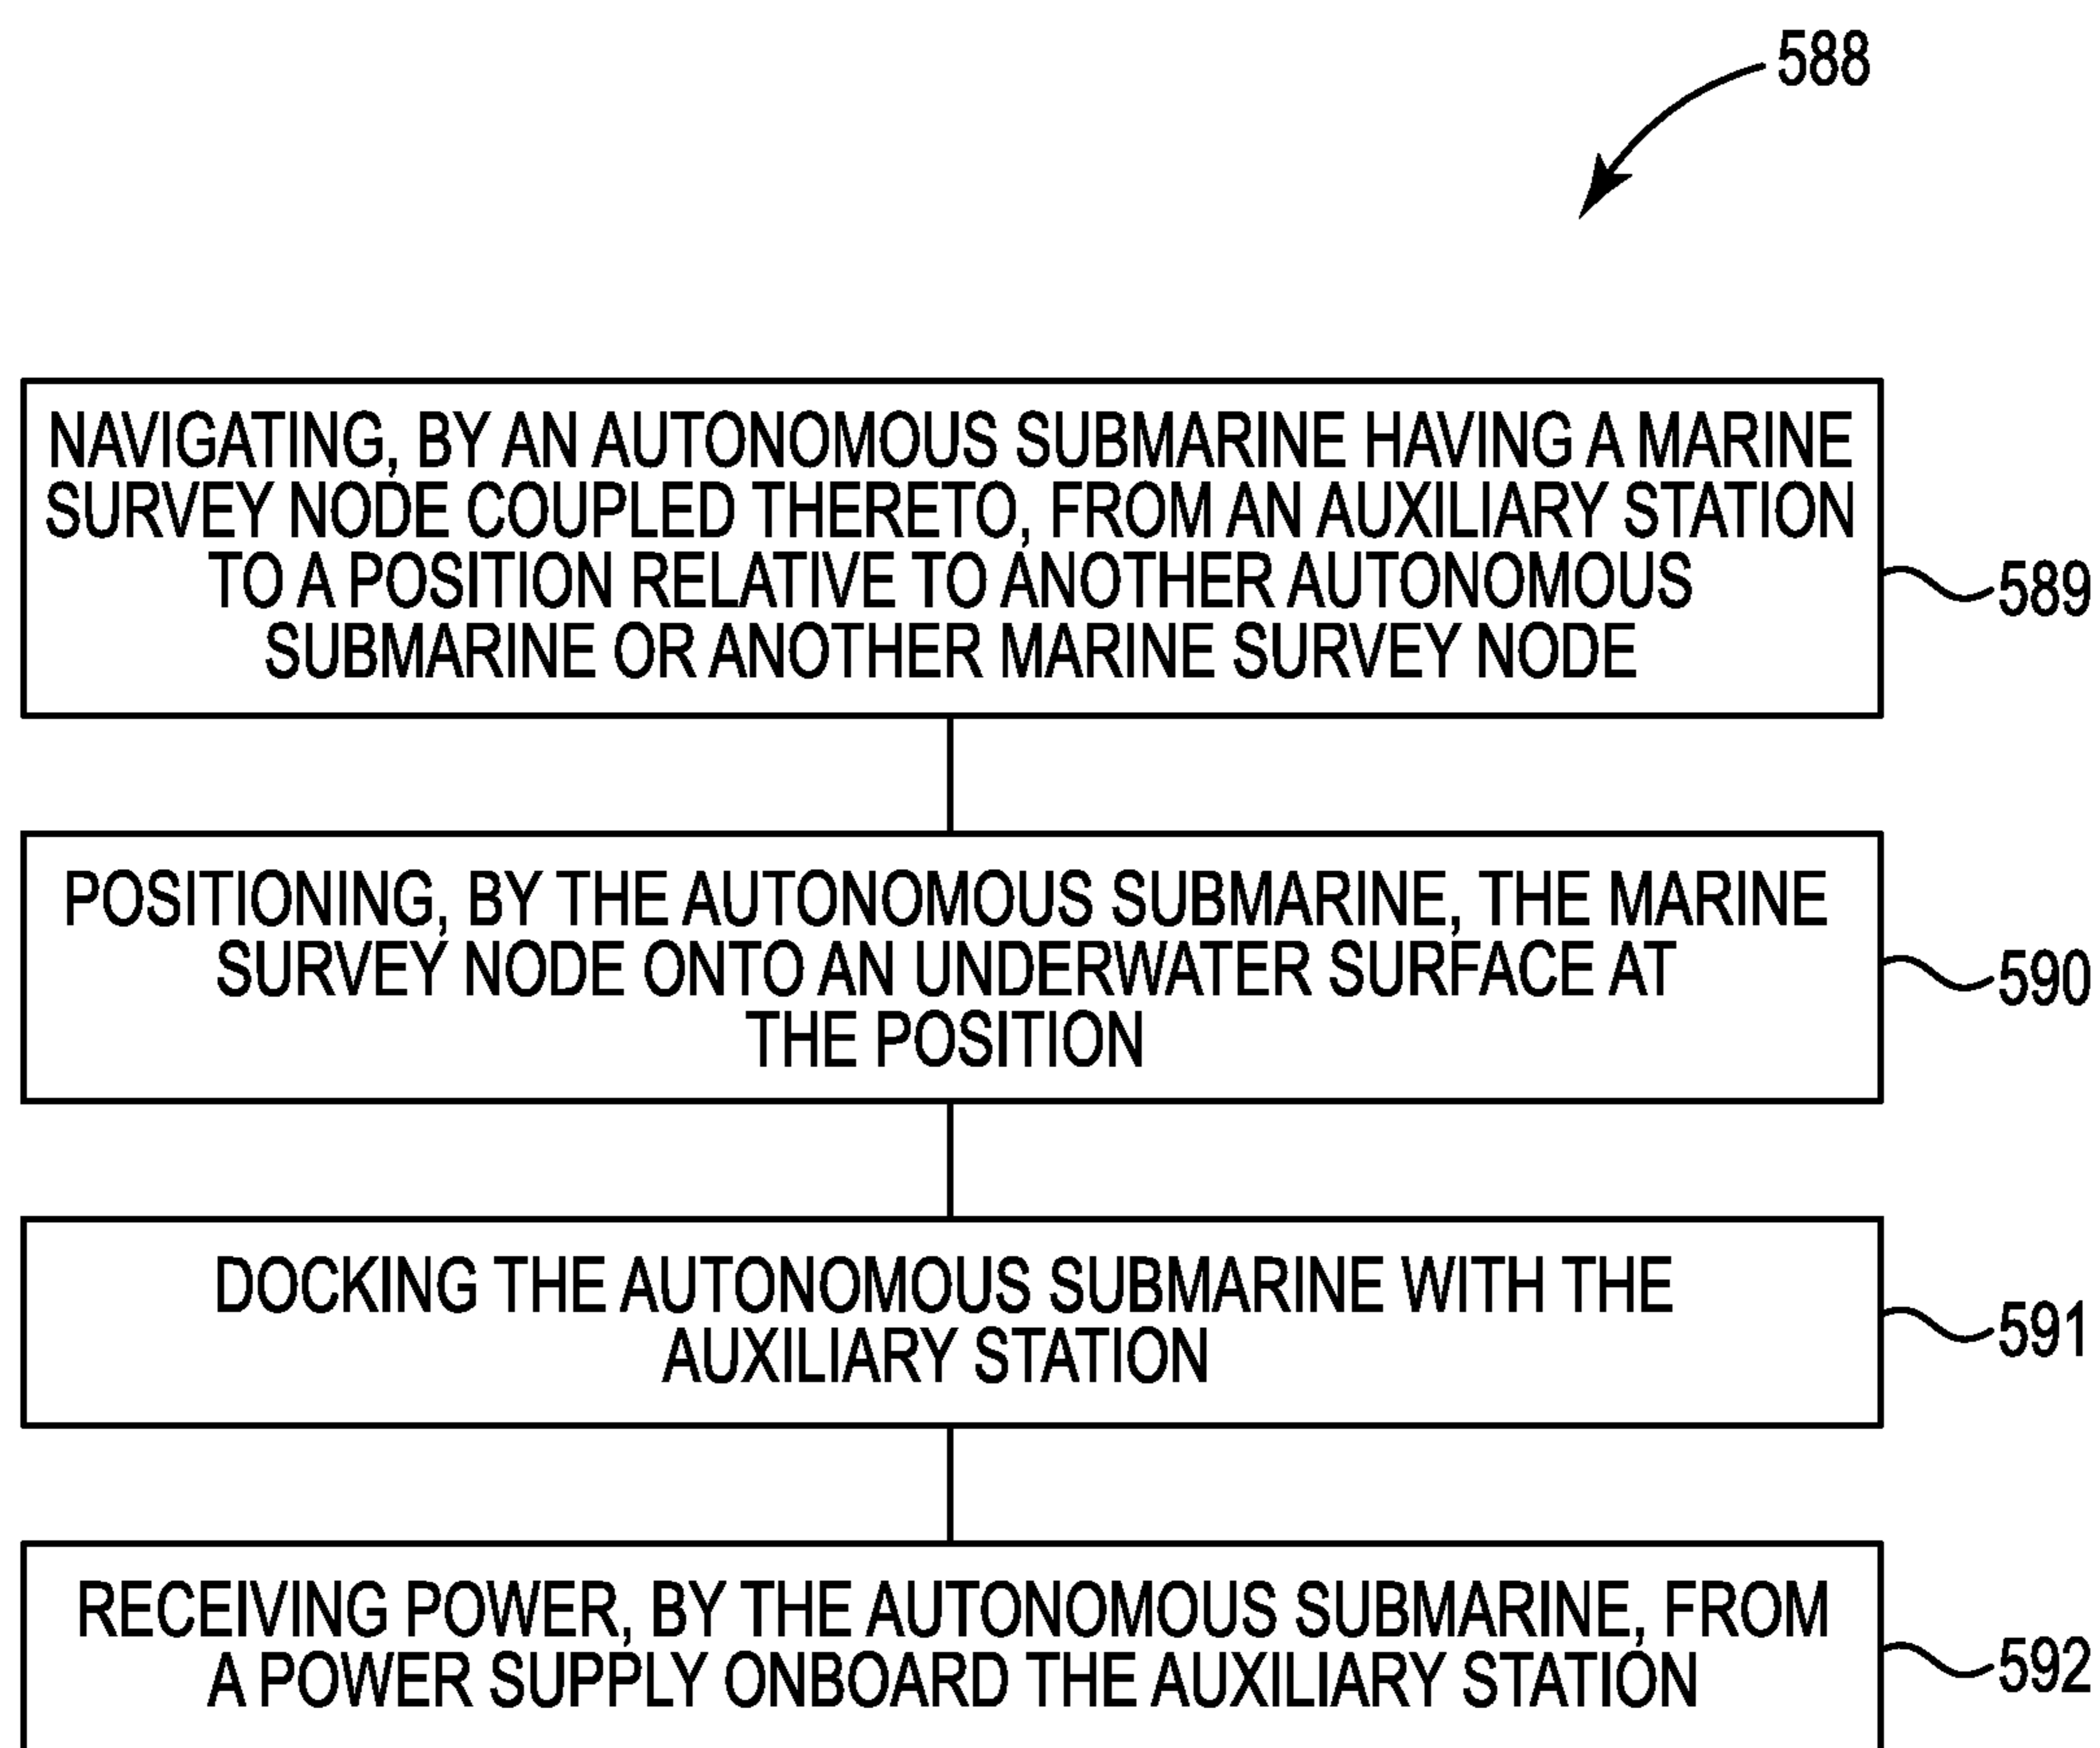 588
NAVIGATING, BY AN AUTONOMOUS SUBMARINE HAVING A MARINE
SURVEY NODE COUPLED THERETO, FROM AN AUXILIARY STATION
TO A POSITION RELATIVE TO ANOTHER AUTONOMOUS
SUBMARINE OR ANOTHER MARINE SURVEY NODE
589
POSITIONING, BY THE AUTONOMOUS SUBMARINE, THE MARINE
SURVEY NODE ONTO AN UNDERWATER SURFACE AT
THE POSITION
590
DOCKING THE AUTONOMOUS SUBMARINE WITH THE
AUXILIARY STATION
591
RECEIVING POWER, BY THE AUTONOMOUS SUBMARINE, FROM
A POWER SUPPLY ONBOARD THE AUXILIARY STATION
592